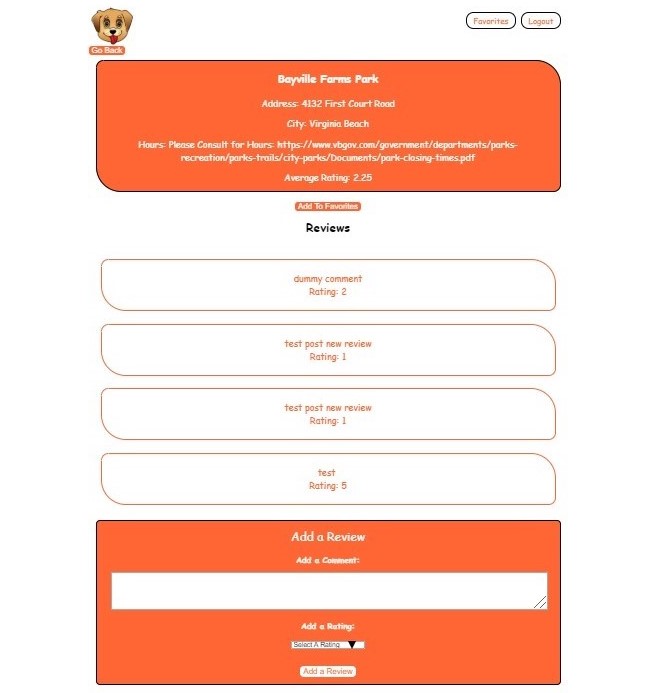 Favorites
Logout
Go Back
Bayville Farms Park
Address: 4132 First Court Road
City: Virginia Beach
Hours: Please Consult for Hours: https://www.vbgov.com/government/departments/parks-
recreation/parks-trails/city-parks/Documents/park-closing-times.pdf
Average Rating: 2.25
Add To Favorites
Reviews
dummy comment
Rating: 2
test post new review
Rating: 1
test post new review
Rating: 1
test
Rating: 5
Add a Review
Add a Comment:
Add a Rating:
Select A Rating
Add a Review